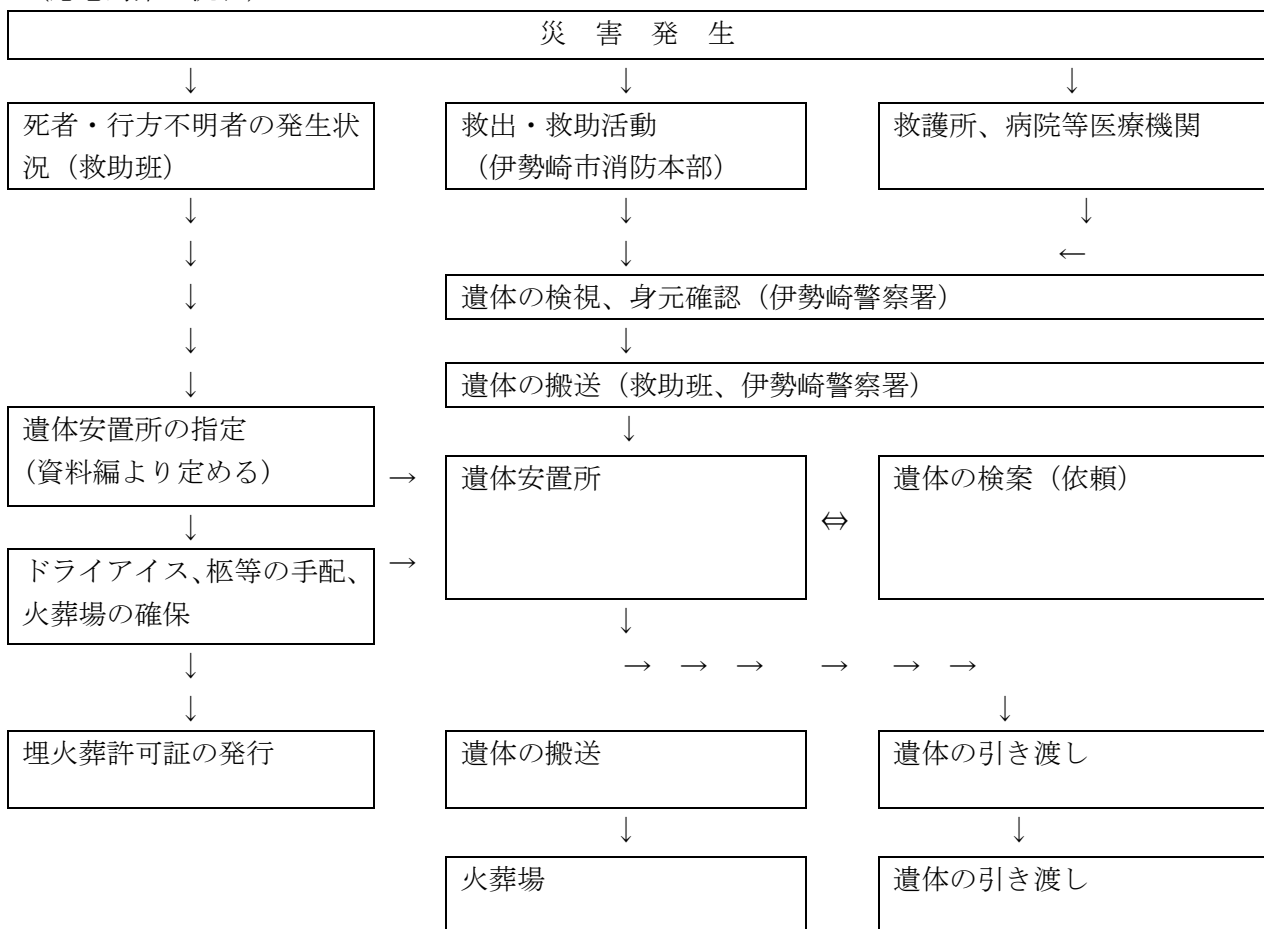 災 害 発 生
↓ ↓ ↓
死者・行方不明者の発生状
況（救助班）
救出・救助活動
（伊勢崎市消防本部）
救護所、病院等医療機関
↓ ↓ ↓
↓ ↓ ←
↓
遺体の検視、身元確認（伊勢崎警察署）
↓ ↓
↓
遺体の搬送（救助班、伊勢崎警察署）
遺体安置所の指定
（資料編より定める）
↓
→
遺体安置所
⇔
遺体の検案（依頼）
↓
ドライアイス、柩等の手配、
火葬場の確保
→
↓
↓ → → → → → →
↓ ↓
埋火葬許可証の発行
遺体の搬送
遺体の引き渡し
↓ ↓
火葬場
遺体の引き渡し